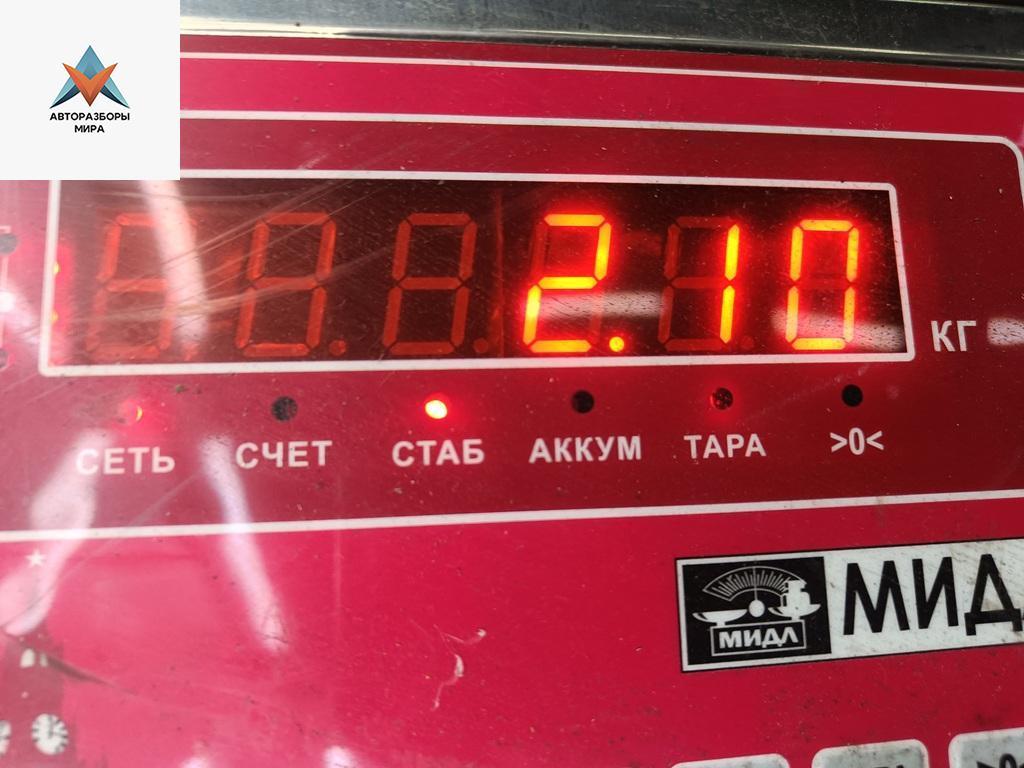 АВТОРАЗБОРЫ
МИРА
2.10
КГ
СЕТЬ СЧЕТ СТАБ АККУМ ТАРА >0<
МИДЛ
МИД